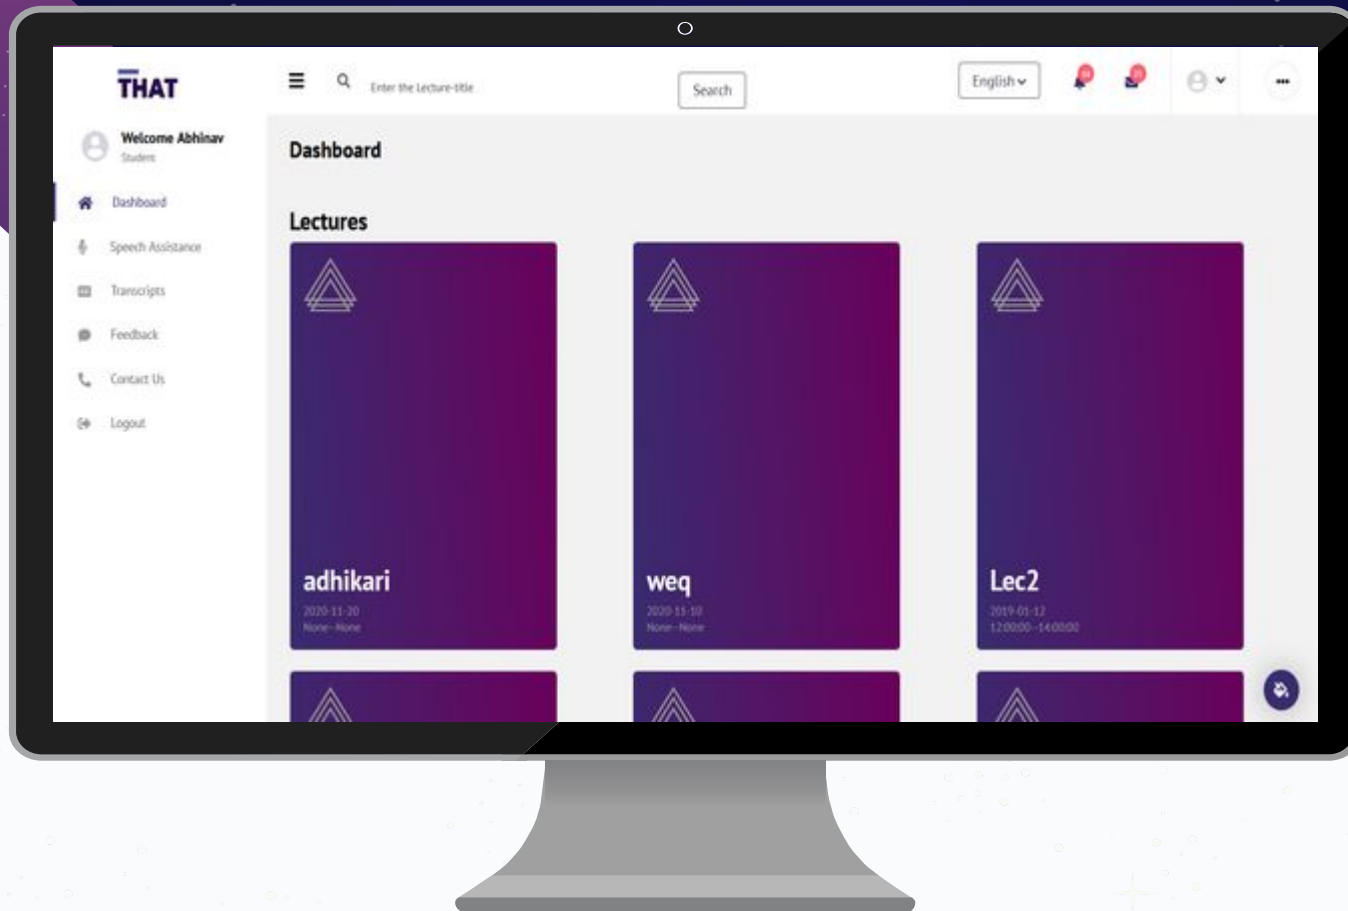 THAT
Enter the Lecture-title
Search
English
Welcome Abhinav
Student
Dashboard
Speech Assistance
Transcripts
Feedback
Contact Us
Logout
Dashboard
Lectures
adhikari
2020-11-20
None--None
weq
2020-11-10
None--None
Lec2
2019-01-12
12:00:00--14:00:00